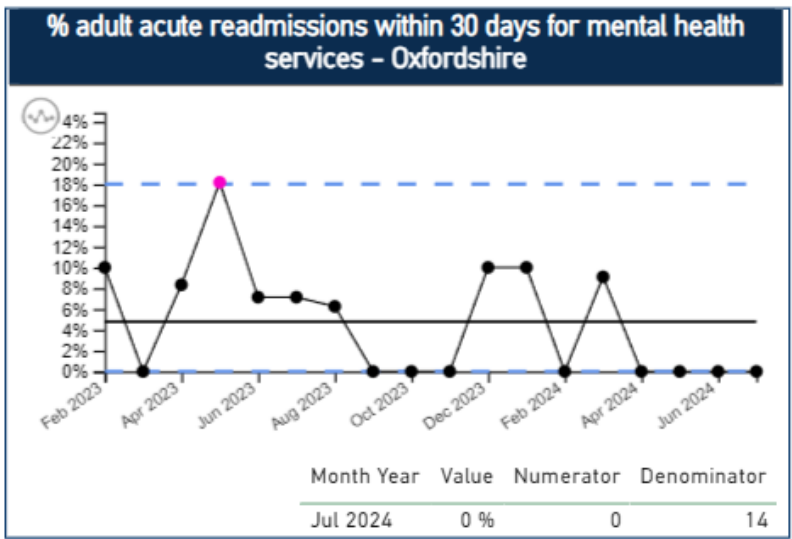 % adult acute readmissions within 30 days for mental health
services – Oxfordshire
4%
22%
20%
18%
16%
14%
12%
10%
8%
6%
4%
2%
0%
Feb 2023
Apr 2023
Jun 2023
Aug 2023
Oct 2023
Dec 2023
Feb 2024
Apr 2024
Jun 2024
Month Year Value Numerator Denominator
Jul 2024 0 % 0 14